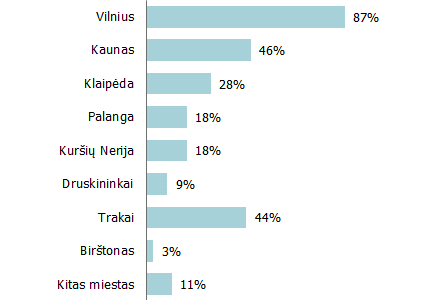 Vilnius 87%
Kaunas 46%
Klaipėda 28%
Palanga 18%
Kuršių Nerija 18%
Druskininkai 9%
Trakai 44%
Birštonas 3%
Kitas miestas 11%